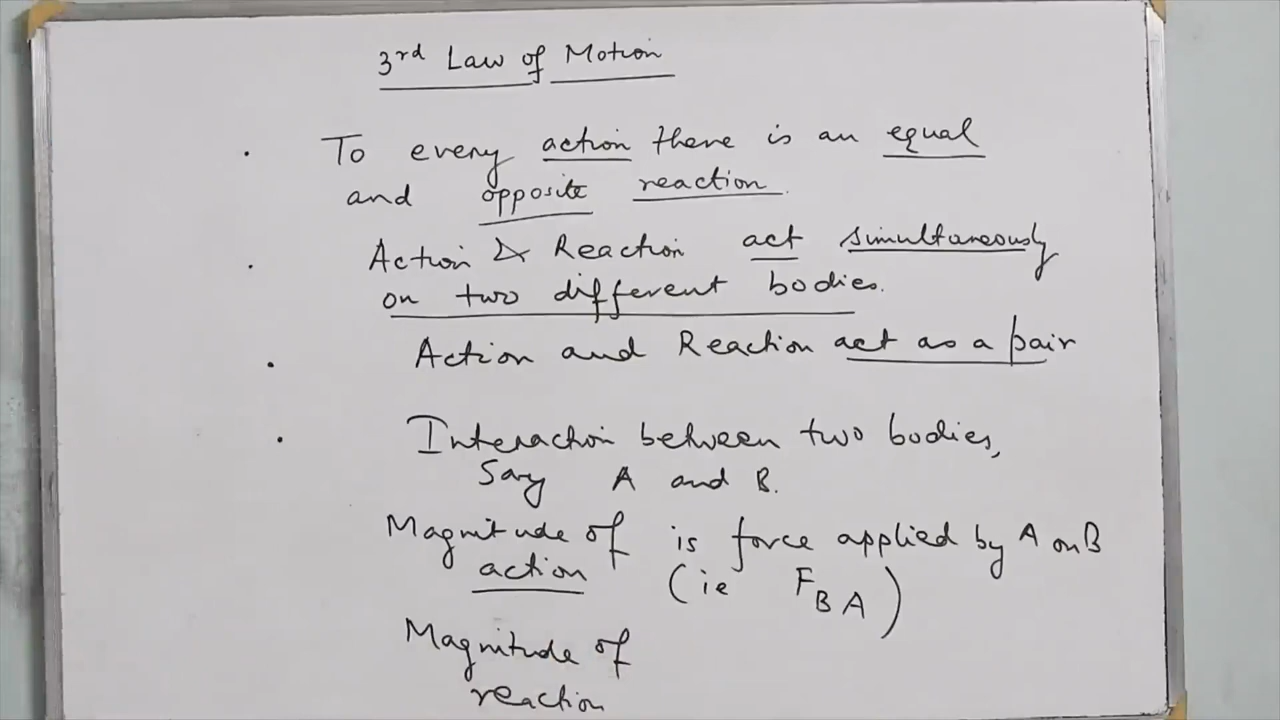 3rd Law of Motion
. To every action there is an equal
and opposite reaction.
. Action & Reaction act simultaneously
on two different bodies.
. Action and Reaction act as a pair
. Interaction between two bodies,
Say A and B.
Magnitude of is force applied by A on B
action (ie FBA)
Magnitude of
reaction